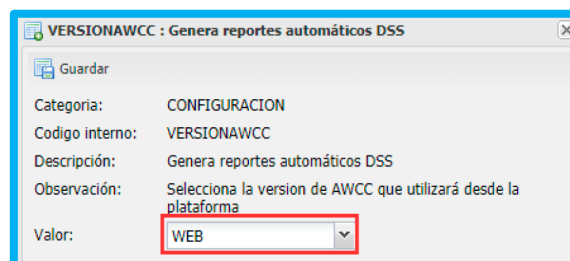 VERSIONAWCC : Genera reportes automáticos DSS
Guardar
Categoria: CONFIGURACION
Codigo interno: VERSIONAWCC
Descripción: Genera reportes automáticos DSS
Observación: Selecciona la version de AWCC que utilizará desde la
plataforma
Valor: WEB